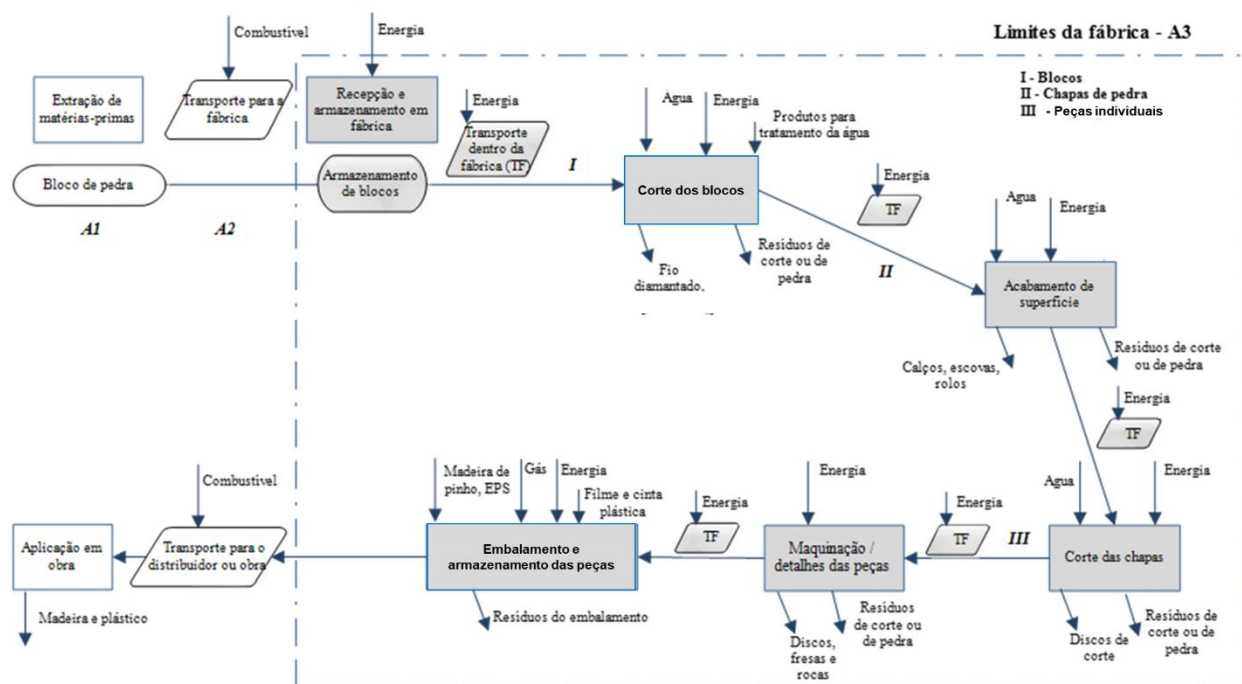 Limites da fábrica - A3
I - Blocos
II - Chapas de pedra
III - Peças individuais
Combustivel
Energia
Extração de
matérias-primas
Transporte para a
fábrica
Recepção e
armazenamento em
fábrica
Energia
Transporte
dentro da
fábrica (TF)
Bloco de pedra
Armazenamento
de blocos
A1
A2
I
Água
Energia
Produtos para
tratamento da água
Corte dos blocos
Fio
diamantado,
Resíduos de
corte ou de
pedra
Energia
TF
II
Agua
Energia
Acabamento de
superficie
Calços, escovas,
rolos
Resíduos de corte
ou de pedra
Energia
TF
Agua
Energia
Corte das chapas
Discos de
corte
Resíduos de
corte ou de
pedra
III
Energia
TF
Energia
Maquinação /
detalhes das peças
Discos,
fresas e
rocas
Resíduos
de corte ou
de pedra
Energia
TF
Madeira de
pinho, EPS
Gás
Energia
Filme e cinta
plástica
Embalamento e
armazenamento das peças
Resíduos do embalamento
Combustivel
Transporte para o
distribuidor ou obra
Aplicação em
obra
Madeira e plástico